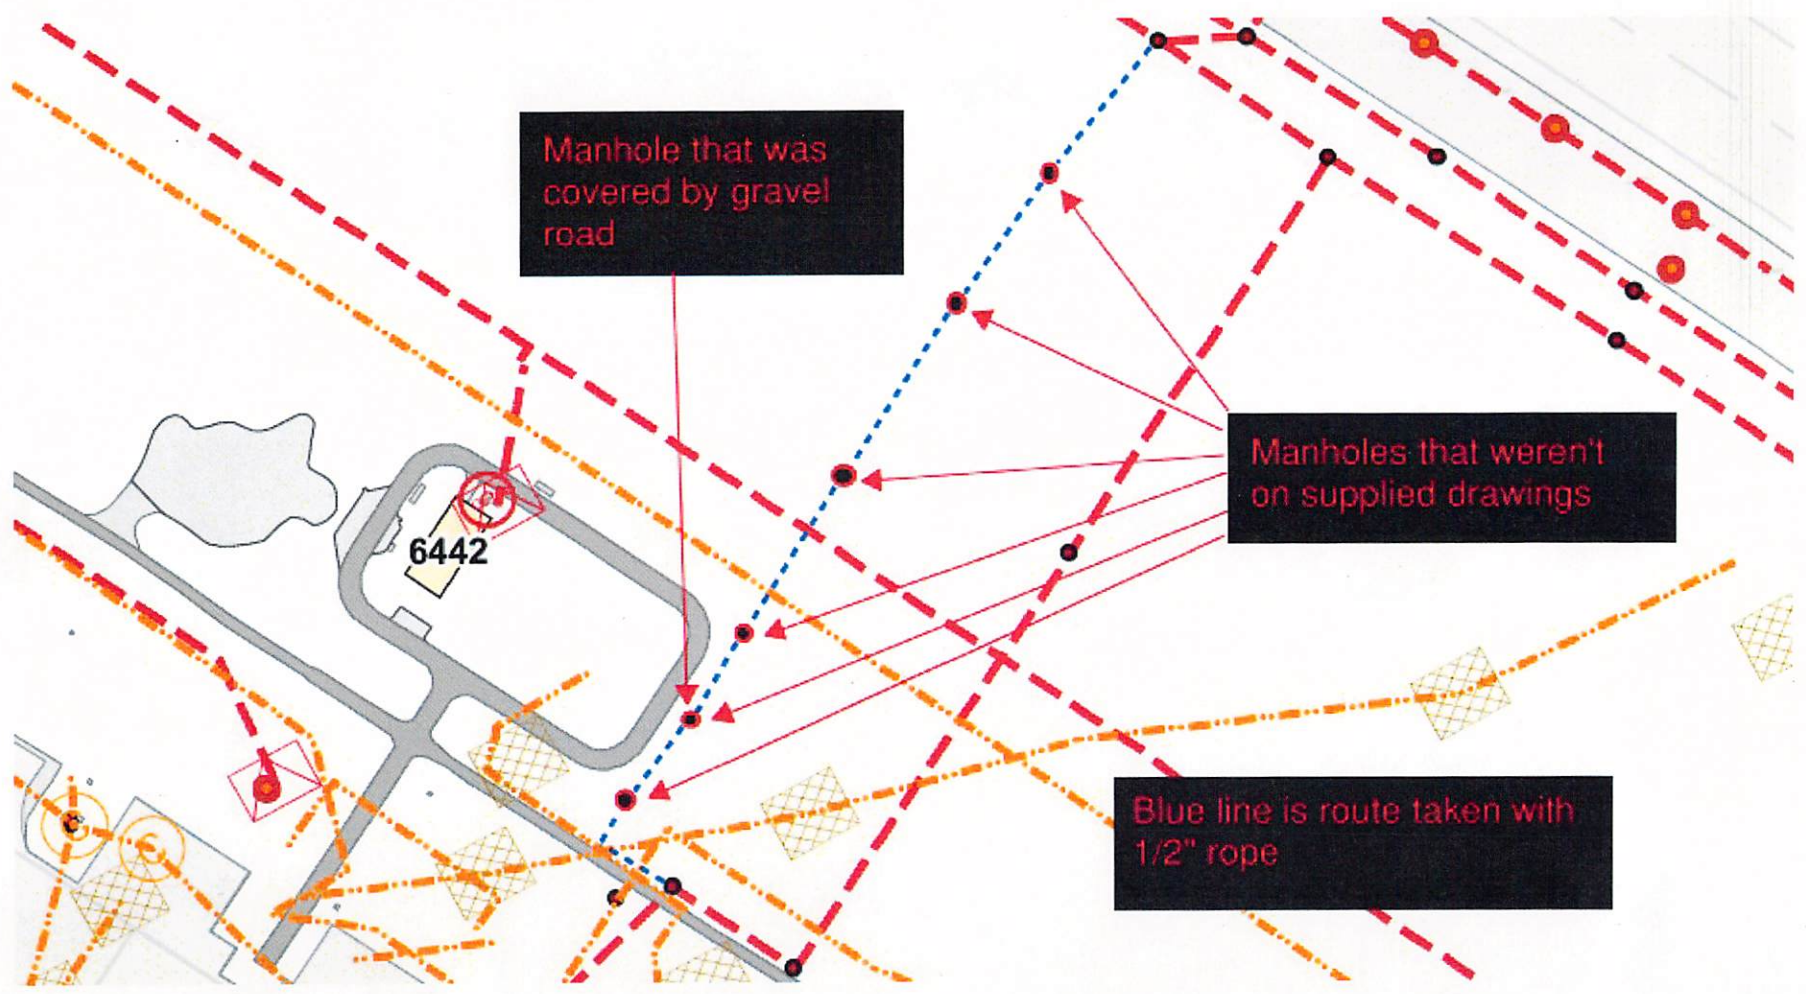 Manhole that was
covered by gravel
road
Manholes that weren't
on supplied drawings
6442
Blue line is route taken with
1/2" rope